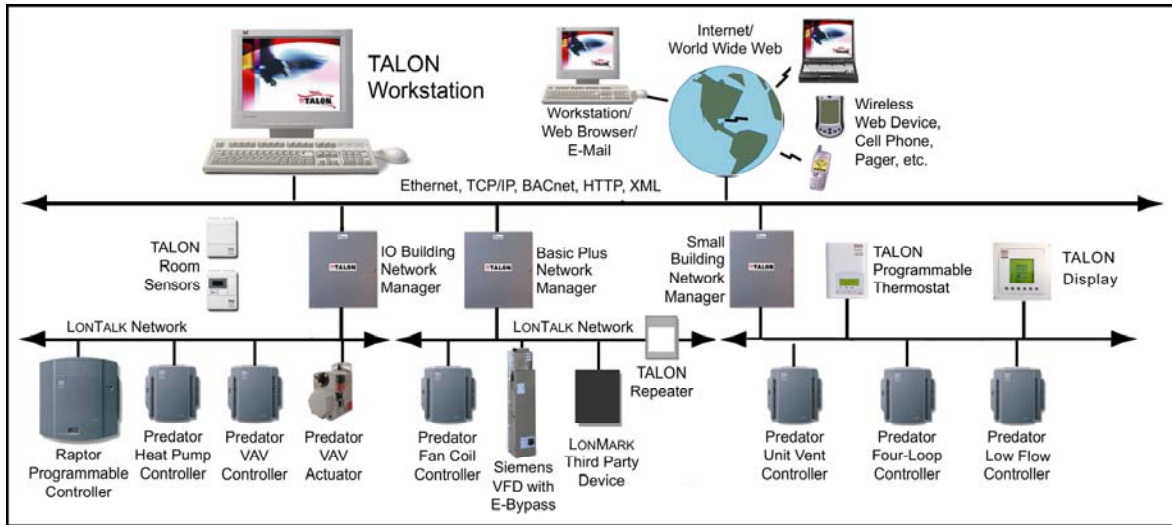 TALON
TALON
Workstation
Workstation/
Web Browser/
E-Mail
Internet/
World Wide Web
Wireless
Web Device,
Cell Phone,
Pager, etc.
Ethernet, TCP/IP, BACnet, HTTP, XML
TALON
Room
Sensors
TALON
IO Building
Network
Manager
TALON
Basic Plus
Network
Manager
Small
Building
Network
Manager
TALON
TALON
Programmable
Thermostat
TALON
Display
LONTALK Network
LONTALK Network
TALON
Repeater
Raptor
Programmable
Controller
Predator
Heat Pump
Controller
Predator
VAV
Controller
Predator
VAV
Actuator
Predator
Fan Coil
Controller
Siemens
VFD with
E-Bypass
LONMARK
Third Party
Device
Predator
Unit Vent
Controller
Predator
Four-Loop
Controller
Predator
Low Flow
Controller